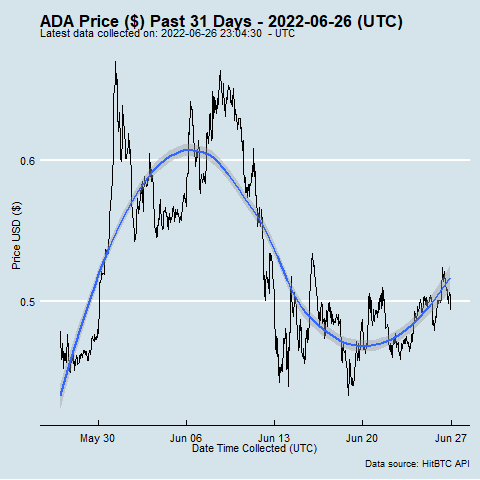 ADA Price ($) Past 31 Days - 2022-06-26 (UTC)
Latest data collected on: 2022-06-26 23:04:30 - UTC
Price USD ($)
0.6
0.5
May 30
Jun 06
Jun 13
Jun 20
Jun 27
Date Time Collected (UTC)
Data source: HitBTC API